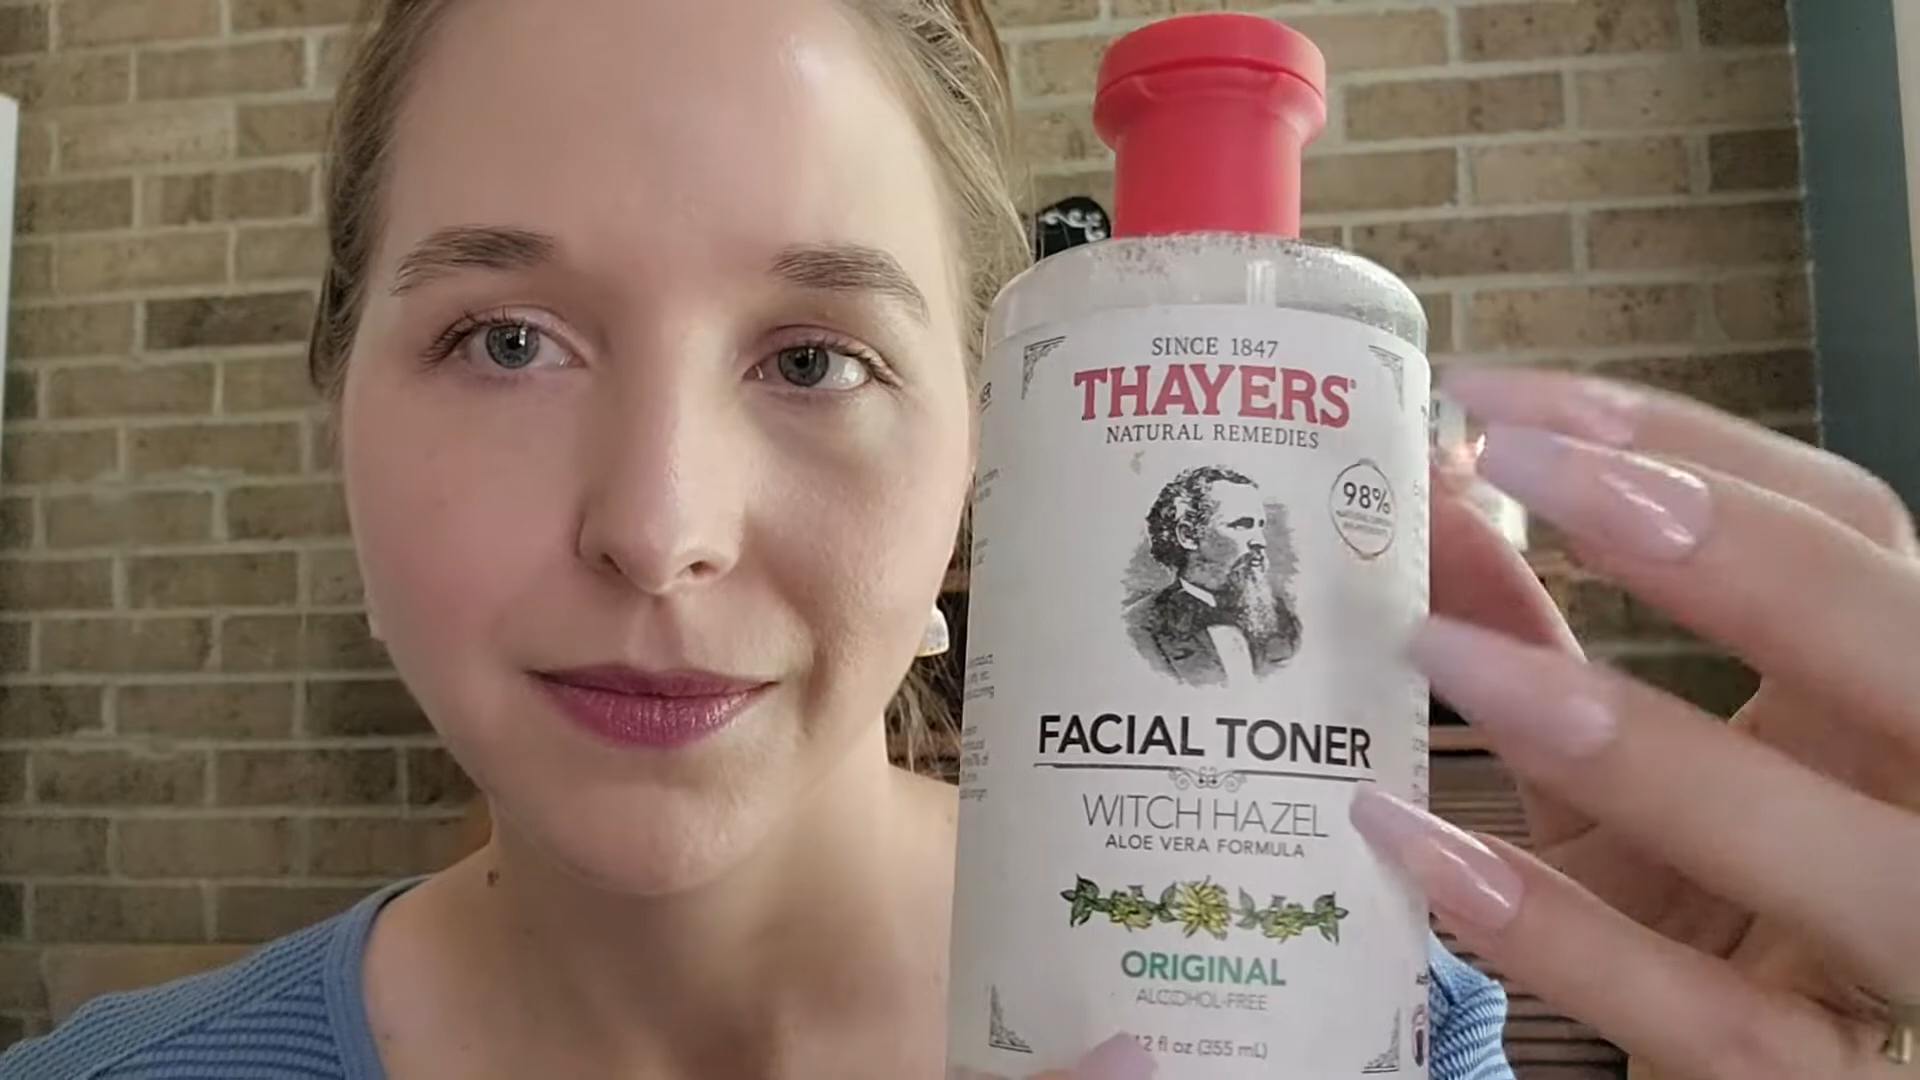 SINCE 1847
THAYERS®
NATURAL REMEDIES
98%
FACIAL TONER
WITCH HAZEL
ALOE VERA FORMULA
ORIGINAL
ALCOHOL-FREE
12 fl oz (355 mL)